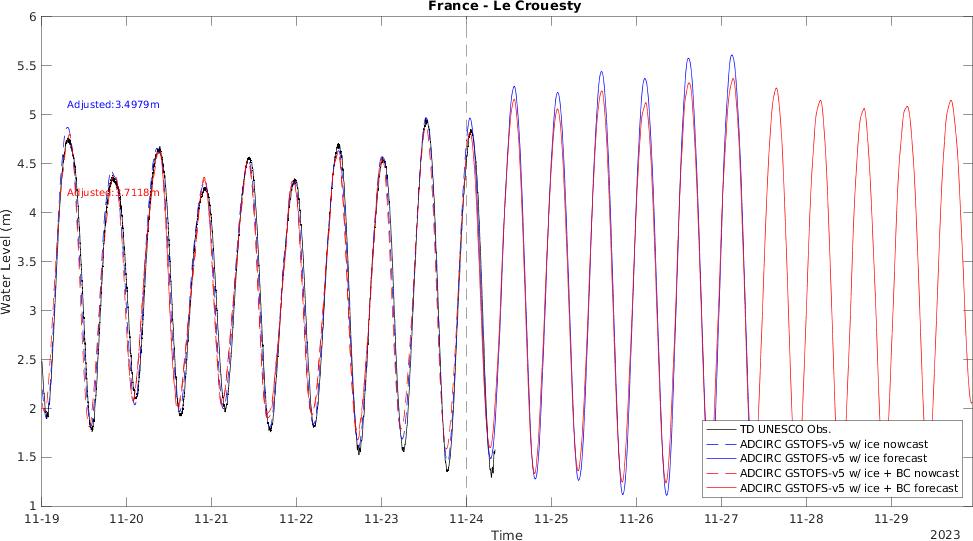 France - Le Crouesty
Adjusted:3.4979m
Adjusted:3.7118m
Water Level (m)
6
5.5
5
4.5
4
3.5
3
2.5
2
1.5
1
TD UNESCO Obs.
ADCIRC GSTOFS-v5 w/ ice nowcast
ADCIRC GSTOFS-v5 w/ ice forecast
ADCIRC GSTOFS-v5 w/ ice + BC nowcast
ADCIRC GSTOFS-v5 w/ ice + BC forecast
11-19 11-20 11-21 11-22 11-23 11-24 11-25 11-26 11-27 11-28 11-29
Time
2023